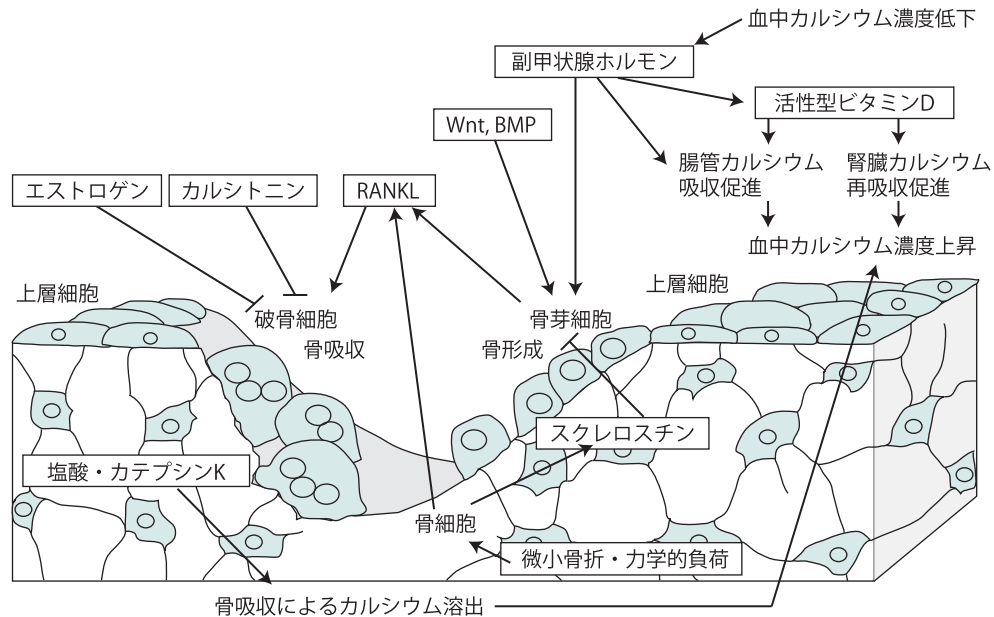 血中カルシウム濃度低下
副甲状腺ホルモン
活性型ビタミンD
Wnt, BMP
腸管カルシウム
吸収促進
腎臓カルシウム
再吸収促進
エストロゲン
カルシトニン
RANKL
血中カルシウム濃度上昇
上層細胞
上層細胞
破骨細胞
骨吸収
骨芽細胞
骨形成
スクレロスチン
塩酸・カテプシンK
骨細胞
微小骨折・力学的負荷
骨吸収によるカルシウム溶出